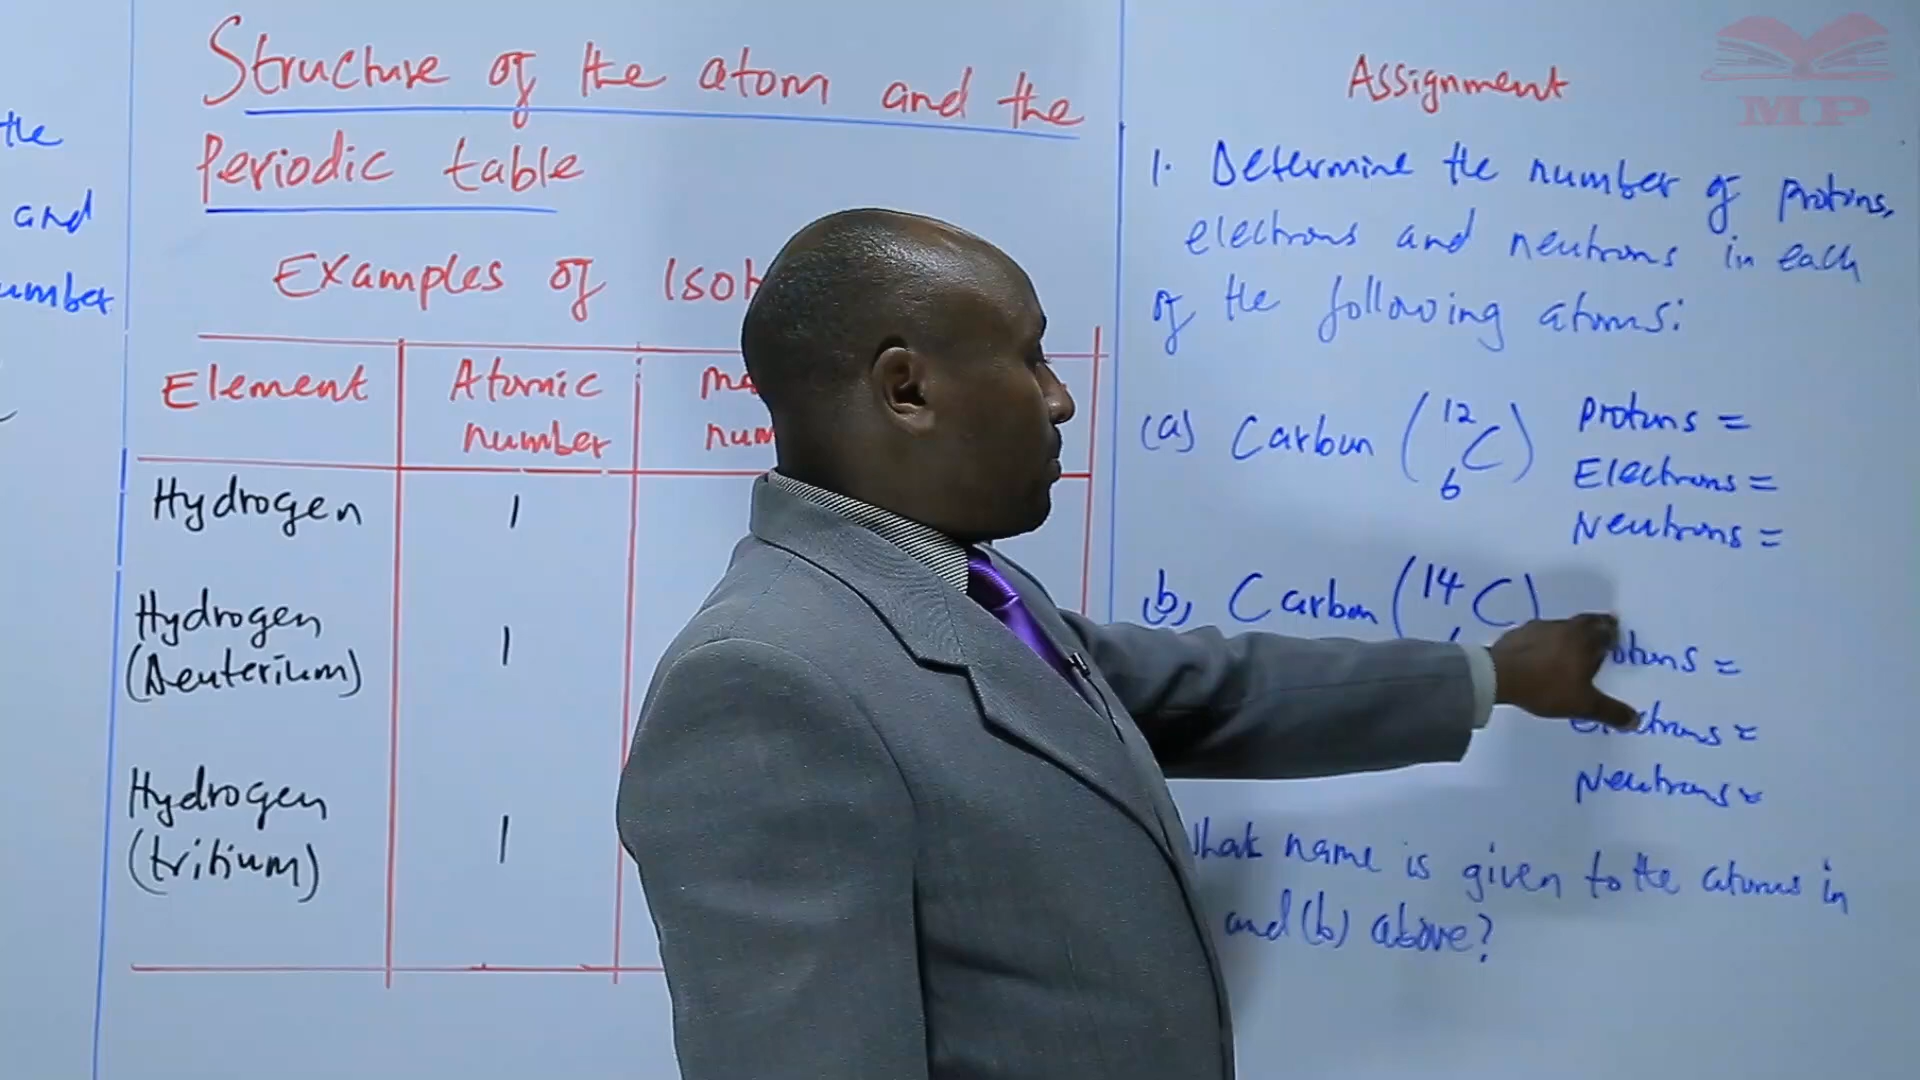 the
and
umber
Structure of the atom and the
Periodic table
Examples of
Element
Atomic
number
Hydrogen
1
Hydrogen
(Deuterium)
1
Hydrogen
(tritium)
1
Assignment
1. Determine the number of protons,
electrons and neutrons in each
of the following atoms:
(a) Carbon (12 6 C)
Protons =
Electrons =
Neutrons =
(b) Carbon (14 C)
Protons =
Electrons =
Neutrons =
What name is given to the atoms in
and (b) above?
MP